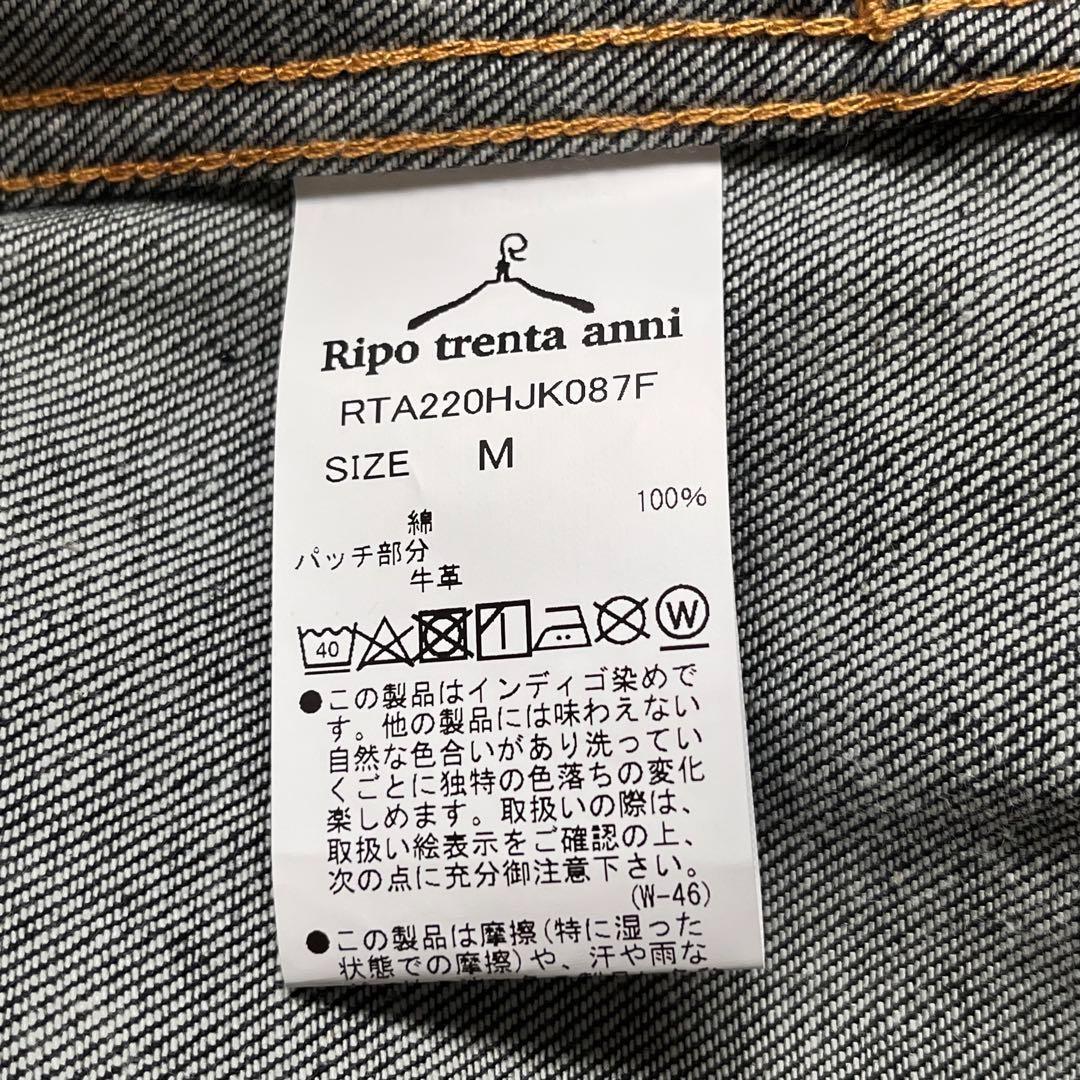 Ripo trenta anni
RTA220HJK087F
SIZE M
綿 100%
パッチ部分
牛革
40 W
●この製品はインディゴ染めで
す。他の製品には味わえない
自然な色合いがあり洗ってい
くごとに独特の色落ちの変化
楽しめます。取扱いの際は、
取扱い絵表示をご確認の上、
次の点に充分御注意下さい。
(W-46)
●この製品は摩擦(特に湿った
状態での摩擦)や、汗や雨な